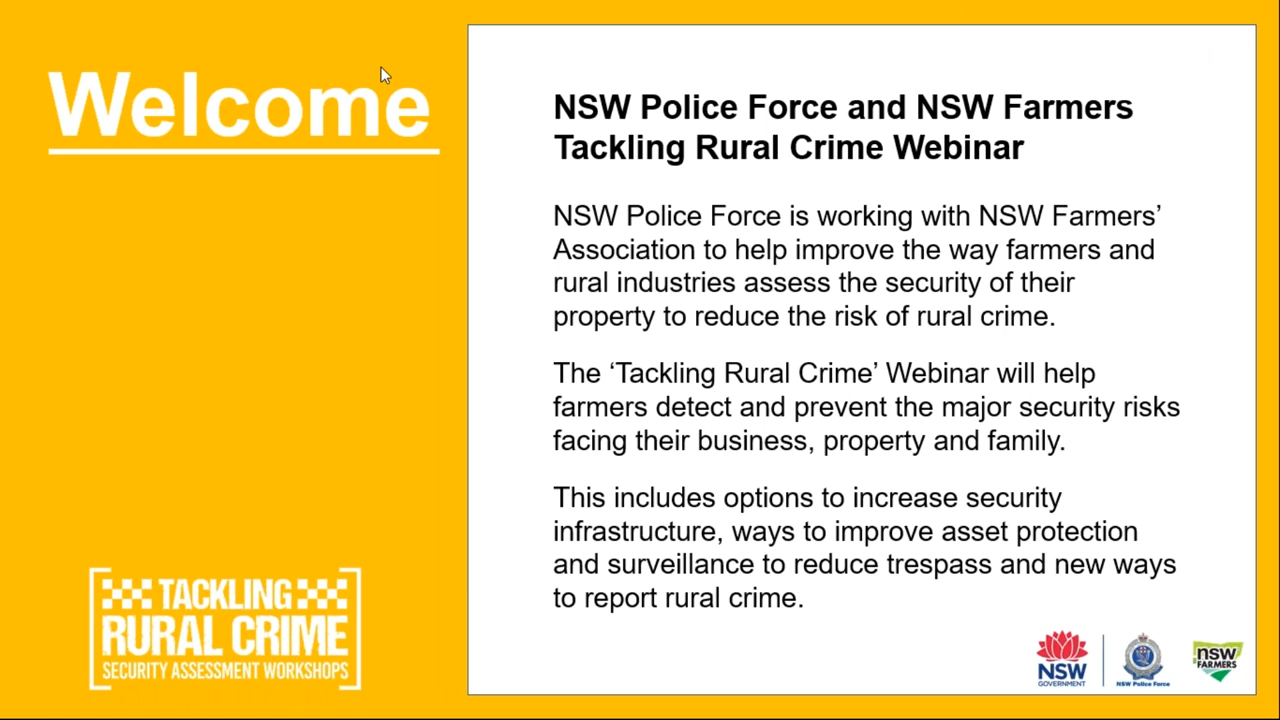 Welcome
NSW Police Force and NSW Farmers
Tackling Rural Crime Webinar
NSW Police Force is working with NSW Farmers’
Association to help improve the way farmers and
rural industries assess the security of their
property to reduce the risk of rural crime.
The ‘Tackling Rural Crime’ Webinar will help
farmers detect and prevent the major security risks
facing their business, property and family.
This includes options to increase security
infrastructure, ways to improve asset protection
and surveillance to reduce trespass and new ways
to report rural crime.
TACKLING
RURAL CRIME
SECURITY ASSESSMENT WORKSHOPS
NSW
GOVERNMENT
NSW Police Force
nsw
FARMERS